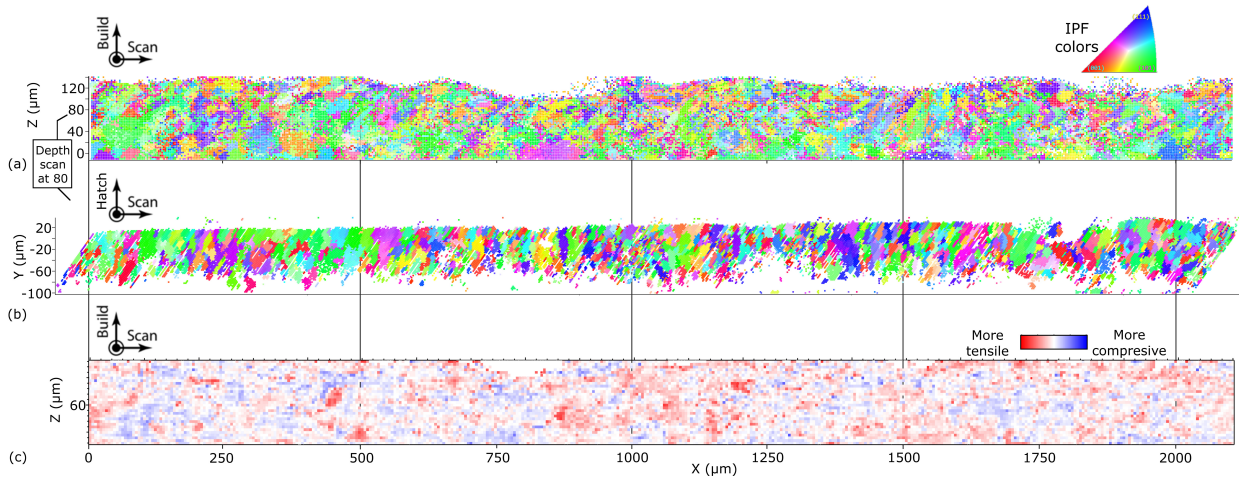 Build
Scan
IPF
colors
(111)
(001)
(101)
Z (μm)
120
80
40
0
(a)
Depth
scan
at 80
Hatch
Scan
Y (μm)
20
-20
-60
-100
(b)
Build
Scan
More
tensile
More
compresive
Z (μm)
60
(c)
0
250
500
750
1000
1250
1500
1750
2000
X (μm)